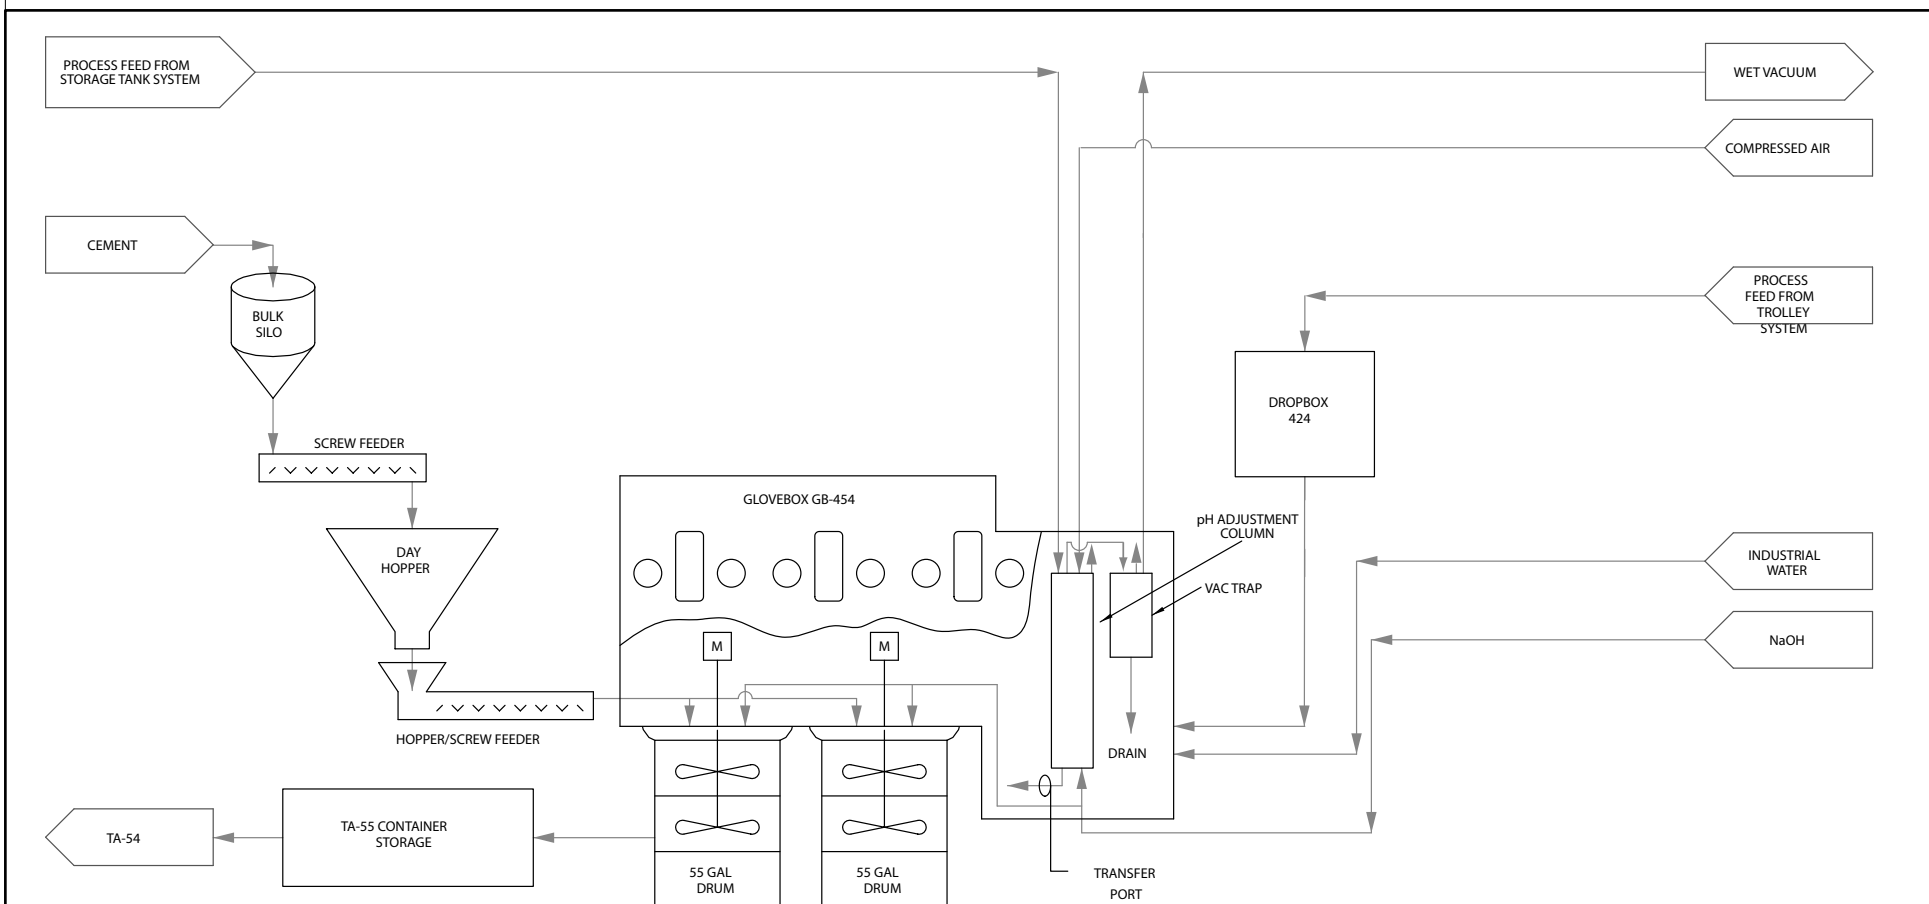 PROCESS FEED FROM
STORAGE TANK SYSTEM
WET VACUUM
COMPRESSED AIR
CEMENT
PROCESS
FEED FROM
TROLLEY
SYSTEM
BULK
SILO
DROPBOX
424
SCREW FEEDER
GLOVEBOX GB-454
pH ADJUSTMENT
COLUMN
DAY
HOPPER
INDUSTRIAL
WATER
VAC TRAP
NaOH
M
M
HOPPER/SCREW FEEDER
DRAIN
TA-54
TA-55 CONTAINER
STORAGE
55 GAL
DRUM
55 GAL
DRUM
TRANSFER
PORT